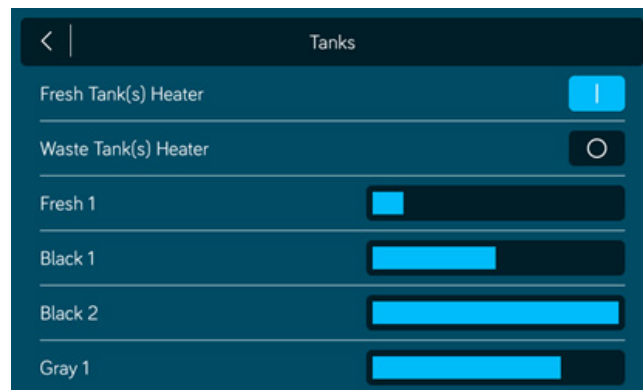 Tanks
Fresh Tank(s) Heater
Waste Tank(s) Heater
Fresh 1
Black 1
Black 2
Gray 1